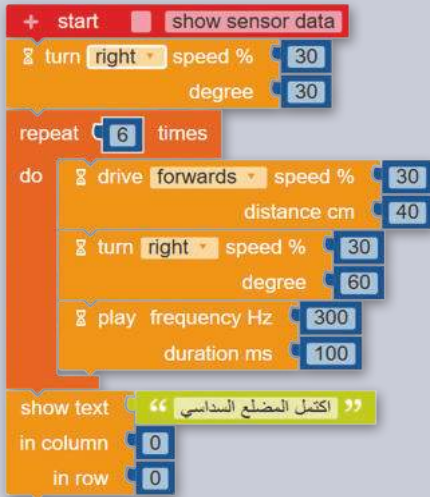 + start show sensor data
turn right speed % 30
degree 30
repeat 6 times
do drive forwards speed % 30
distance cm 40
turn right speed % 30
degree 60
play frequency Hz 300
duration ms 100
show text “ اكتمل المضلع السداسي ”
in column 0
in row 0